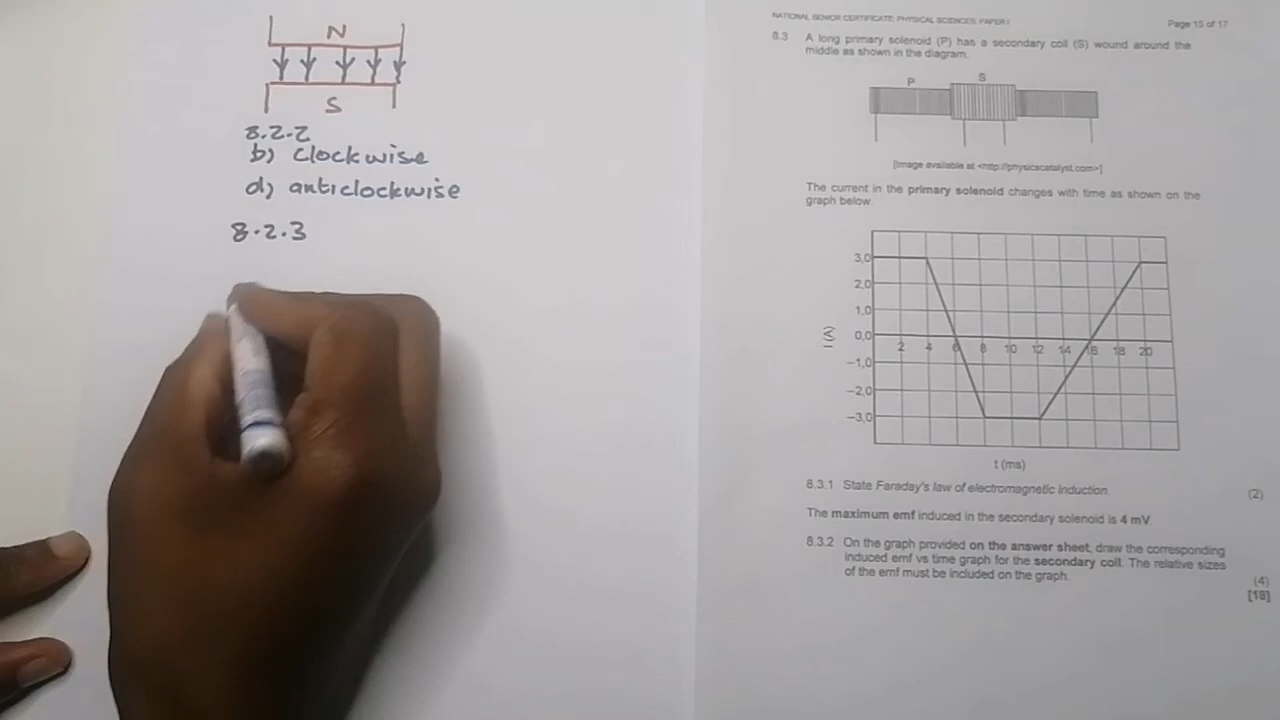 N
S
8.2.2
b) clockwise
d) anticlockwise
8.2.3
NATIONAL SENIOR CERTIFICATE: PHYSICAL SCIENCES: PAPER I
Page 15 of 17
8.3 A long primary solenoid (P) has a secondary coil (S) wound around the
middle as shown in the diagram.
P S
[Image available at <http://physicscatalyst.com>]
The current in the primary solenoid changes with time as shown on the
graph below.
3,0
2,0
1,0
0,0
–1,0
–2,0
–3,0
I (A)
2 4 6 8 10 12 14 16 18 20
t (ms)
8.3.1 State Faraday's law of electromagnetic induction. (2)
The maximum emf induced in the secondary solenoid is 4 mV
8.3.2 On the graph provided on the answer sheet, draw the corresponding
induced emf vs time graph for the secondary coil. The relative sizes
of the emf must be included on the graph. (4)
[18]